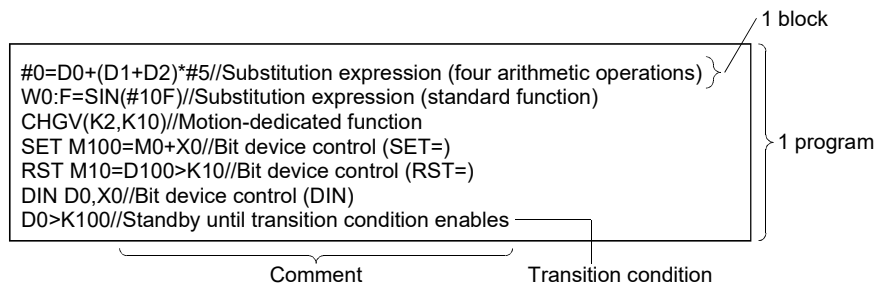 1 block
#0=D0+(D1+D2)*#5//Substitution expression (four arithmetic operations)
W0:F=SIN(#10F)//Substitution expression (standard function)
CHGV(K2,K10)//Motion-dedicated function
SET M100=M0+X0//Bit device control (SET=)
1 program
RST M10=D100>K10//Bit device control (RST=)
DIN D0,X0//Bit device control (DIN)
D0>K100//Standby until transition condition enables
Comment
Transition condition